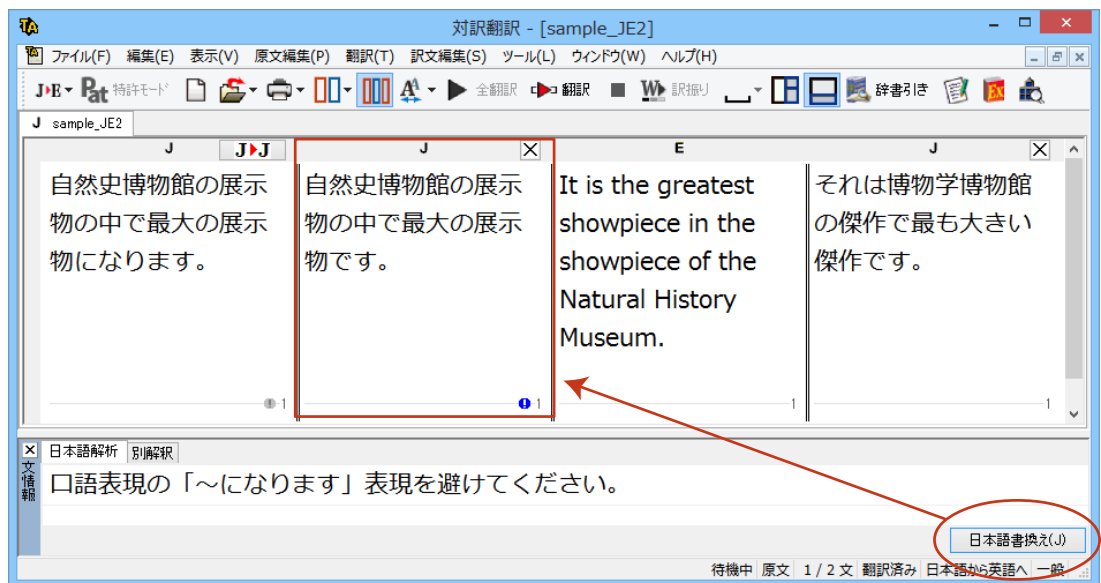 対訳翻訳 - [sample_JE2]
ファイル(F) 編集(E) 表示(V) 原文編集(P) 翻訳(T) 訳文編集(S) ツール(L) ウィンドウ(W) ヘルプ(H)
J▶E Pat 特許モード 全翻訳 翻訳 W 訳振り 辞書引き
J sample_JE2
J J▶J J E J
自然史博物館の展示
物の中で最大の展示
物になります。
1
自然史博物館の展示
物の中で最大の展示
物です。
1
It is the greatest
showpiece in the
showpiece of the
Natural History
Museum.
1
それは博物学博物館
の傑作で最も大きい
傑作です。
1
文情報
日本語解析 別解釈
口語表現の「～になります」表現を避けてください。
日本語書換え(J)
待機中 原文 1 / 2 文 翻訳済み 日本語から英語へ 一般